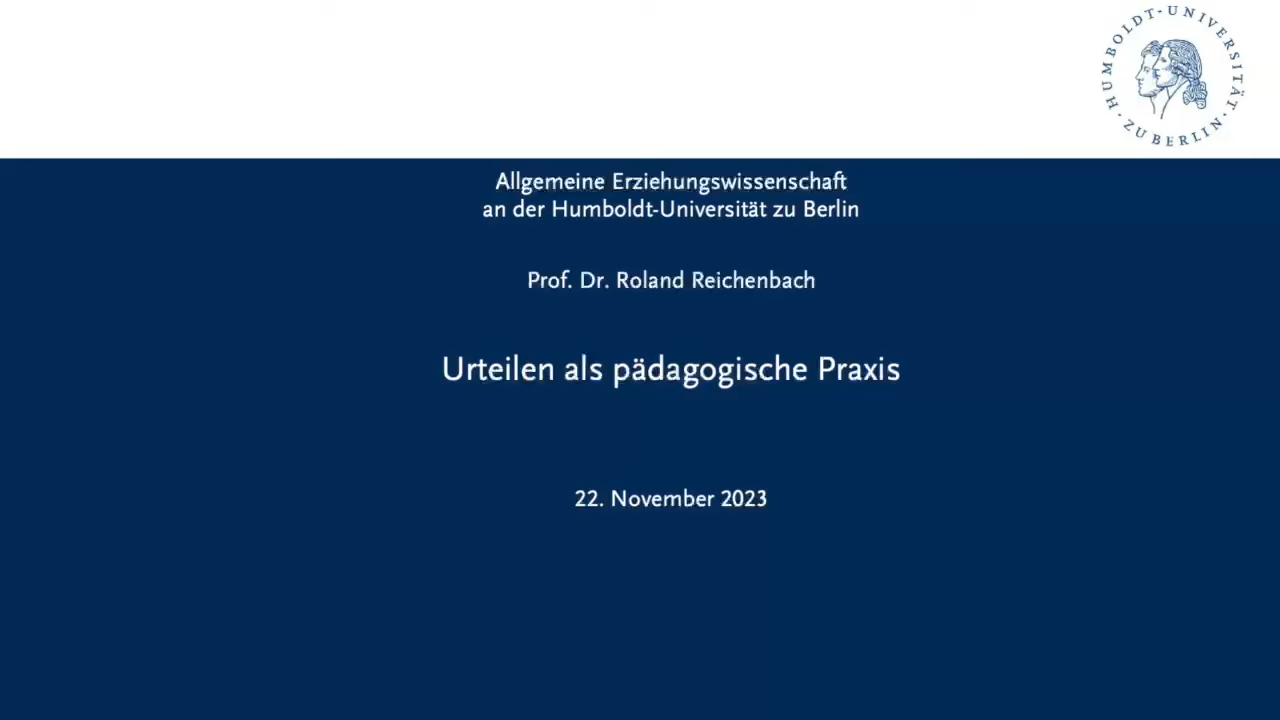 HUMBOLDT-UNIVERSITÄT
· ZU BERLIN ·
Allgemeine Erziehungswissenschaft
an der Humboldt-Universität zu Berlin
Prof. Dr. Roland Reichenbach
Urteilen als pädagogische Praxis
22. November 2023